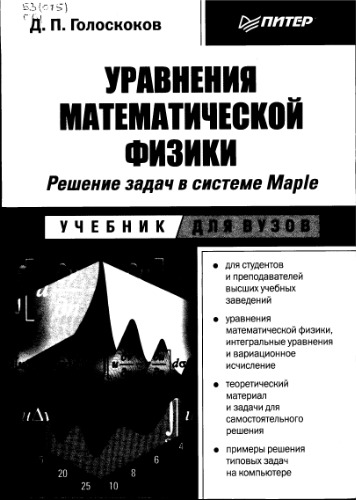 Д. П. Голоскоков
ПИТЕР
УРАВНЕНИЯ
МАТЕМАТИЧЕСКОЙ
ФИЗИКИ
Решение задач в системе Maple
УЧЕБНИК ДЛЯ ВУЗОВ
• для студентов
и преподавателей
высших учебных
заведений
• уравнения
математической физики,
интегральные уравнения
и вариационное
исчисление
• теоретический
материал
и задачи для
самостоятельного
решения
• примеры решения
типовых задач
на компьютере
20
25
10
8
6